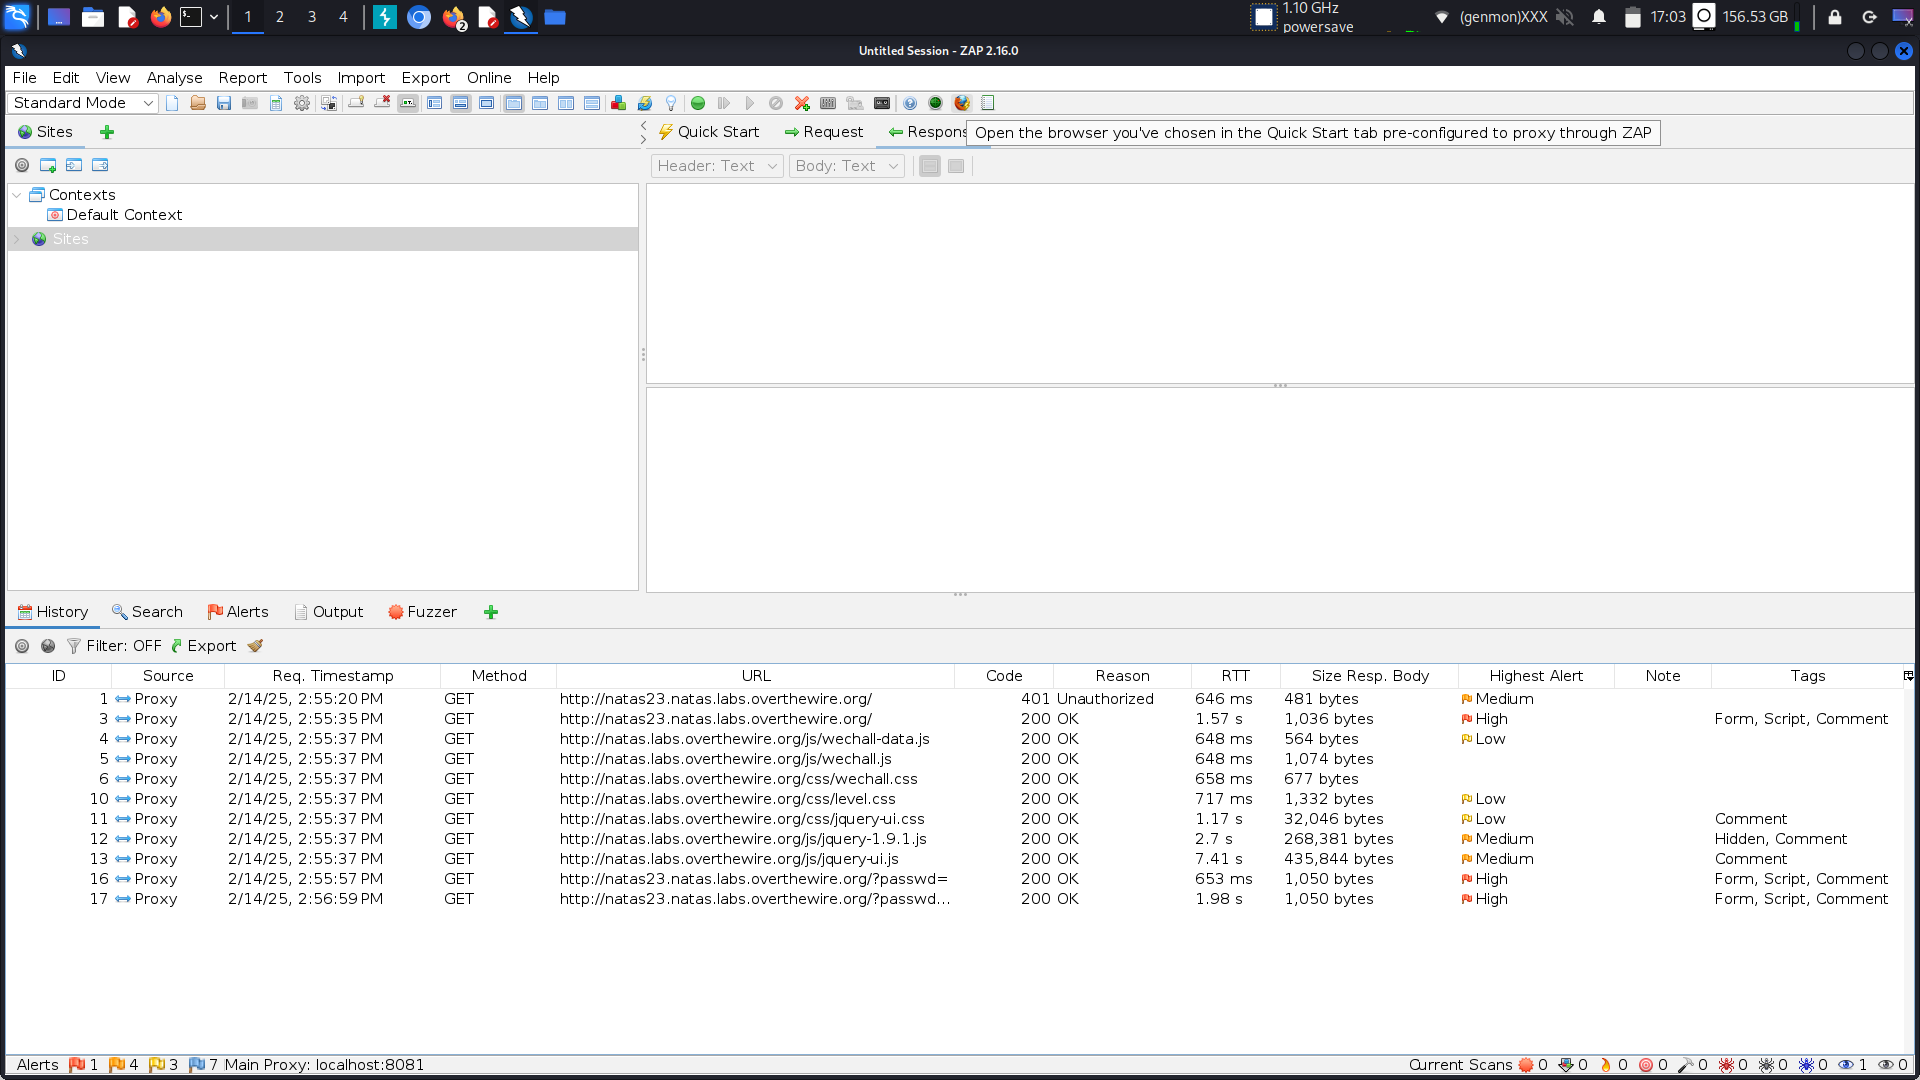 1 2 3 4 2 1.10 GHz powersave (genmon)XXX 17:03 156.53 GB
Untitled Session - ZAP 2.16.0
File Edit View Analyse Report Tools Import Export Online Help
Standard Mode
Sites Quick Start Request Respons Open the browser you've chosen in the Quick Start tab pre-configured to proxy through ZAP
Header: Text Body: Text
Contexts
Default Context
Sites
History Search Alerts Output Fuzzer
Filter: OFF Export
ID Source Req. Timestamp Method URL Code Reason RTT Size Resp. Body Highest Alert Note Tags
1 Proxy 2/14/25, 2:55:20 PM GET http://natas23.natas.labs.overthewire.org/ 401 Unauthorized 646 ms 481 bytes Medium
3 Proxy 2/14/25, 2:55:35 PM GET http://natas23.natas.labs.overthewire.org/ 200 OK 1.57 s 1,036 bytes High Form, Script, Comment
4 Proxy 2/14/25, 2:55:37 PM GET http://natas.labs.overthewire.org/js/wechall-data.js 200 OK 648 ms 564 bytes Low
5 Proxy 2/14/25, 2:55:37 PM GET http://natas.labs.overthewire.org/js/wechall.js 200 OK 648 ms 1,074 bytes
6 Proxy 2/14/25, 2:55:37 PM GET http://natas.labs.overthewire.org/css/wechall.css 200 OK 658 ms 677 bytes
10 Proxy 2/14/25, 2:55:37 PM GET http://natas.labs.overthewire.org/css/level.css 200 OK 717 ms 1,332 bytes Low
11 Proxy 2/14/25, 2:55:37 PM GET http://natas.labs.overthewire.org/css/jquery-ui.css 200 OK 1.17 s 32,046 bytes Low Comment
12 Proxy 2/14/25, 2:55:37 PM GET http://natas.labs.overthewire.org/js/jquery-1.9.1.js 200 OK 2.7 s 268,381 bytes Medium Hidden, Comment
13 Proxy 2/14/25, 2:55:37 PM GET http://natas.labs.overthewire.org/js/jquery-ui.js 200 OK 7.41 s 435,844 bytes Medium Comment
16 Proxy 2/14/25, 2:55:57 PM GET http://natas23.natas.labs.overthewire.org/?passwd= 200 OK 653 ms 1,050 bytes High Form, Script, Comment
17 Proxy 2/14/25, 2:56:59 PM GET http://natas23.natas.labs.overthewire.org/?passwd... 200 OK 1.98 s 1,050 bytes High Form, Script, Comment
Alerts 1 4 3 7 Main Proxy: localhost:8081 Current Scans 0 0 0 0 0 0 0 0 1 0